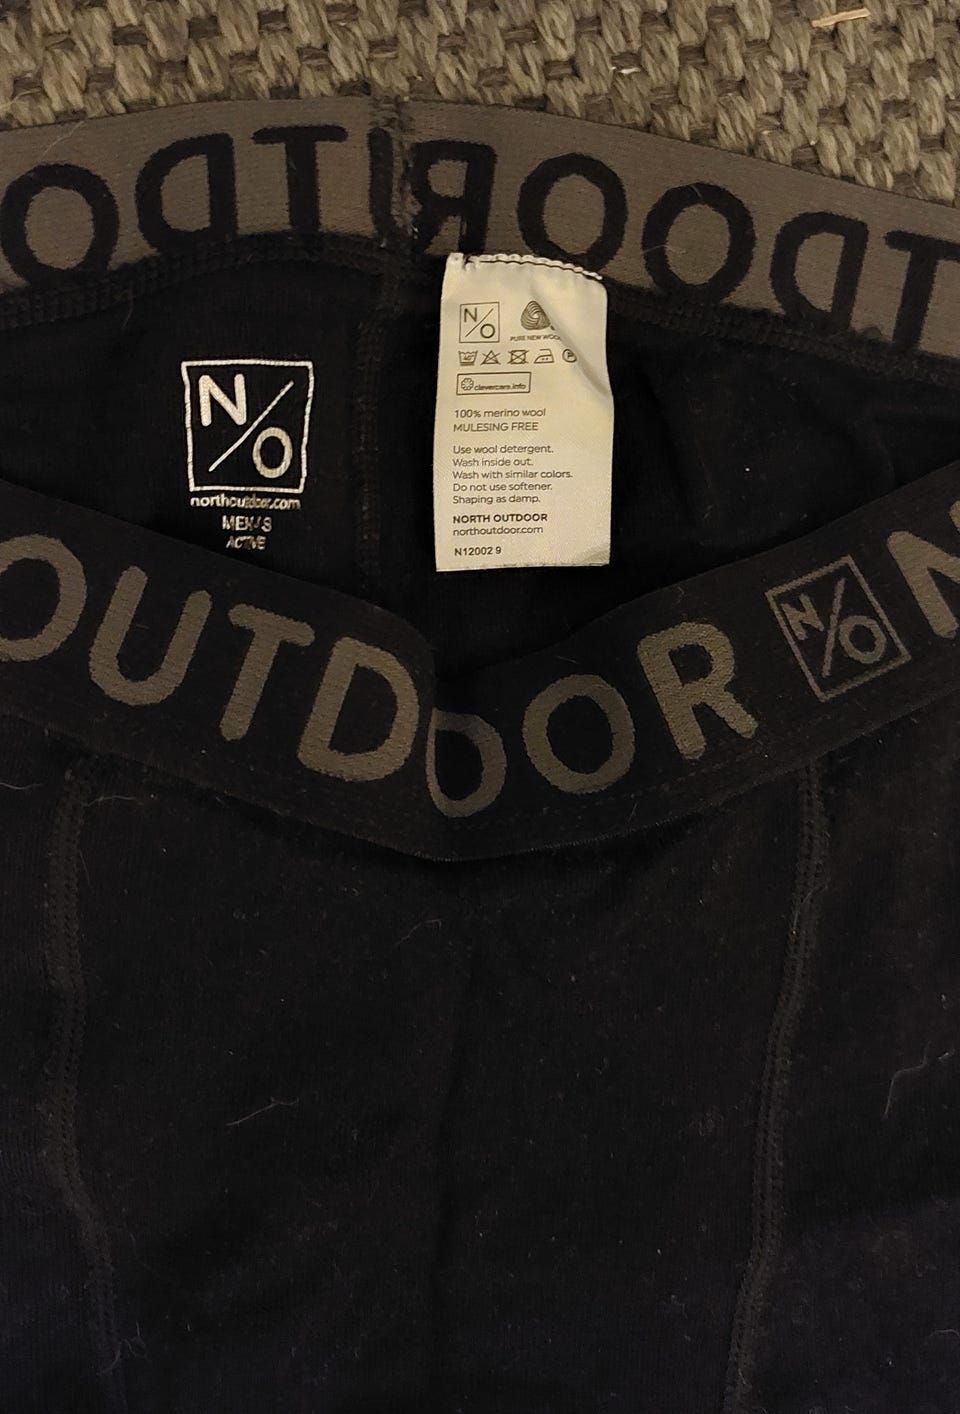 OUTD
RTDOO
N/O
PURE NEW WOOL
clevercare.info
100% merino wool
MULESING FREE
Use wool detergent.
Wash inside out.
Wash with similar colors.
Do not use softener.
Shaping as damp.
NORTH OUTDOOR
northoutdoor.com
N12002 9
N/O
northoutdoor.com
MEN'S
ACTIVE
OUTDOOR N/O N